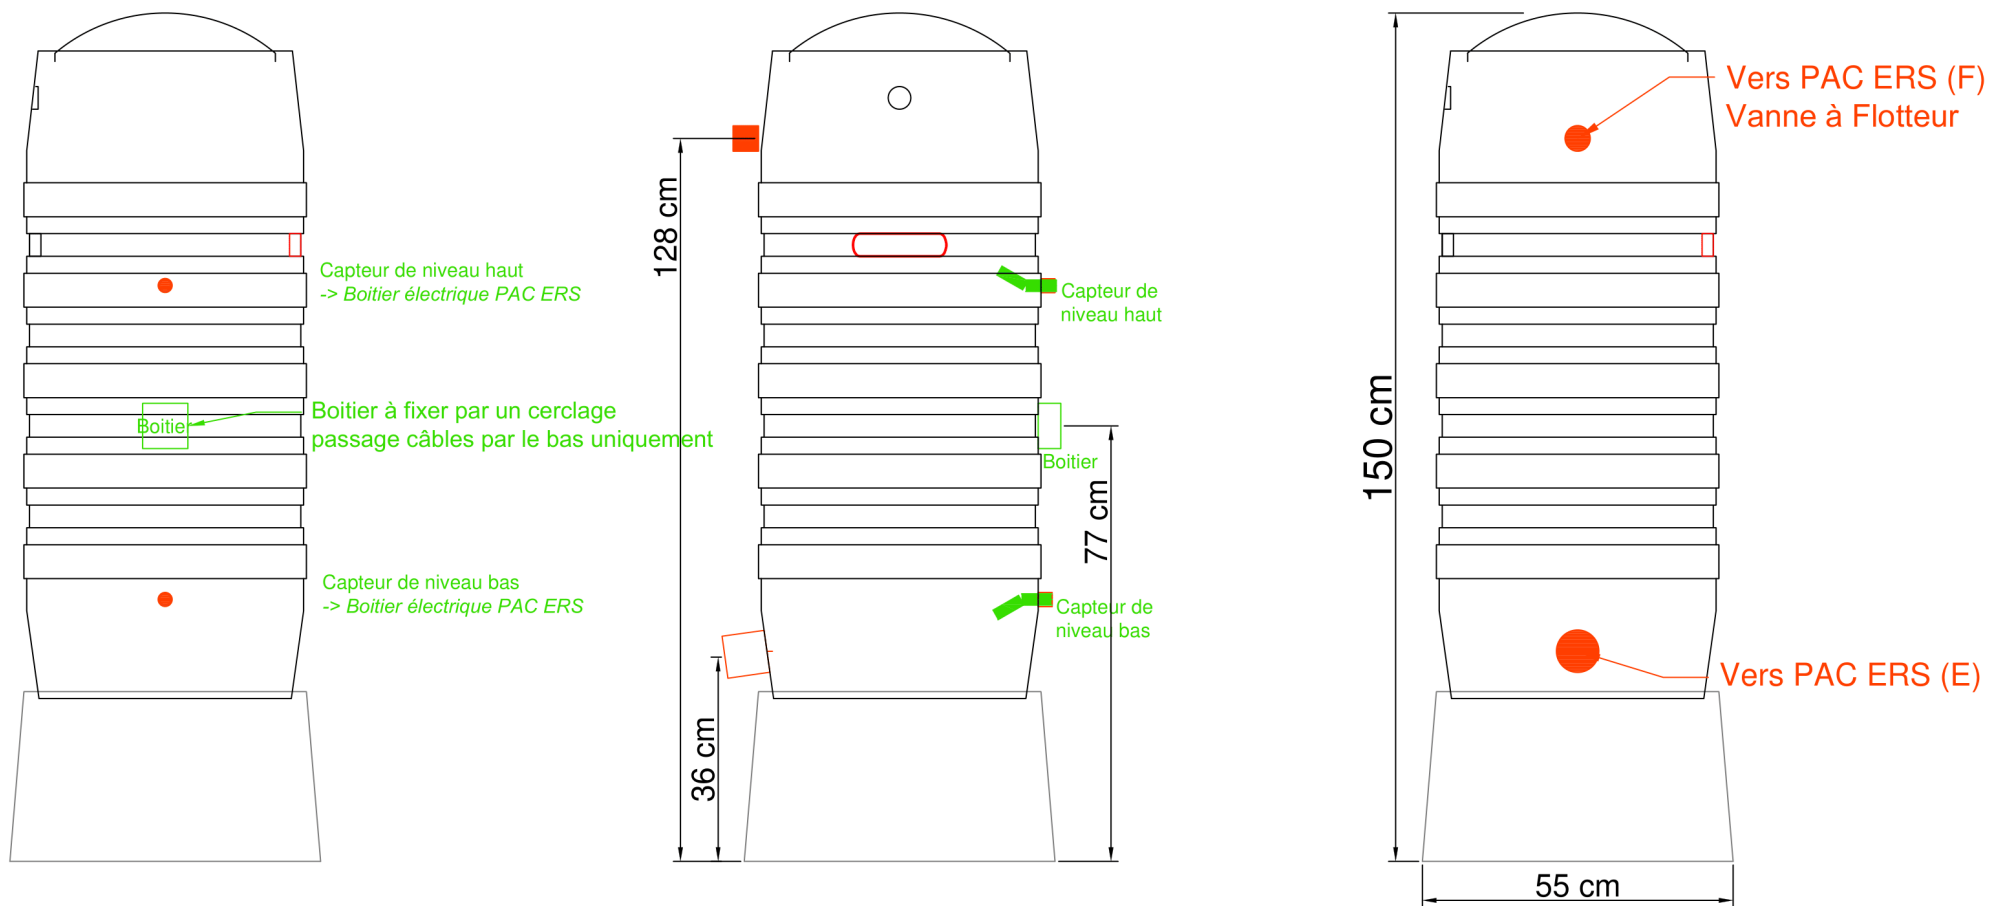 Capteur de niveau haut
-> Boitier électrique PAC ERS
Boitier
Boitier à fixer par un cerclage
passage câbles par le bas uniquement
Capteur de niveau bas
-> Boitier électrique PAC ERS
128 cm
36 cm
Capteur de
niveau haut
Boitier
77 cm
Capteur de
niveau bas
Vers PAC ERS (F)
Vanne à Flotteur
150 cm
Vers PAC ERS (E)
55 cm